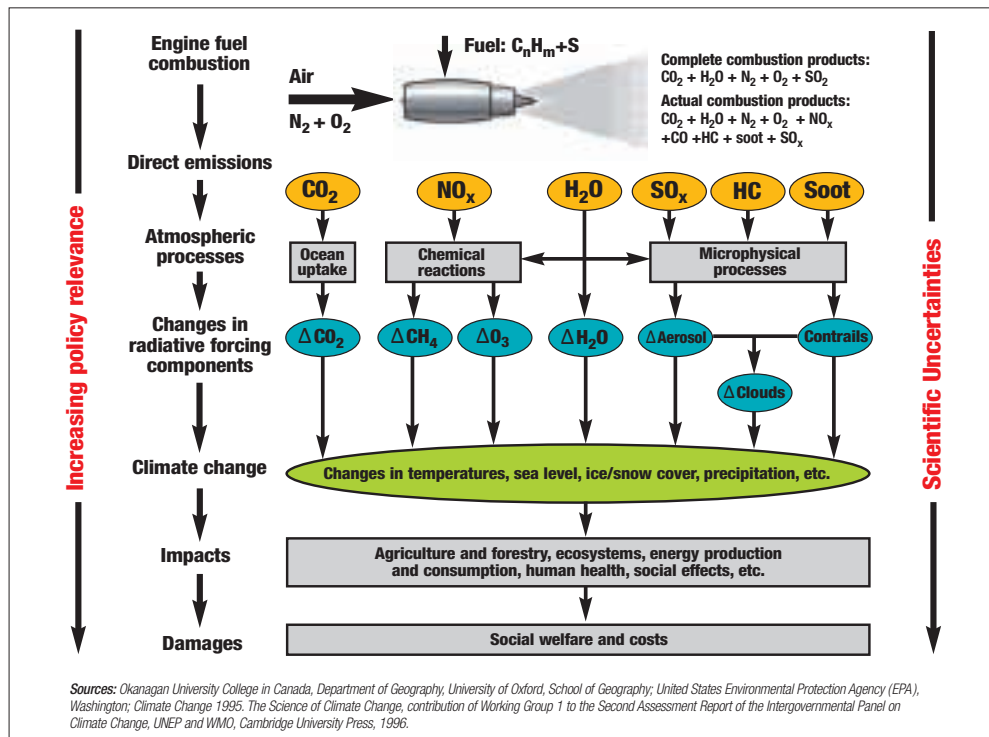 Engine fuel
combustion
Fuel: CₙHₘ+S
Air
N₂ + O₂
Complete combustion products:
CO₂ + H₂O + N₂ + O₂ + SO₂
Actual combustion products:
CO₂ + H₂O + N₂ + O₂ + NOₓ
+CO +HC + soot + SOₓ
Direct emissions
CO₂
NOₓ
H₂O
SOₓ
HC
Soot
Atmospheric
processes
Ocean
uptake
Chemical
reactions
Microphysical
processes
Changes in
radiative forcing
components
ΔCO₂
ΔCH₄
ΔO₃
ΔH₂O
ΔAerosol
Contrails
ΔClouds
Climate change
Changes in temperatures, sea level, ice/snow cover, precipitation, etc.
Impacts
Agriculture and forestry, ecosystems, energy production
and consumption, human health, social effects, etc.
Damages
Social welfare and costs
Increasing policy relevance
Scientific Uncertainties
Sources: Okanagan University College in Canada, Department of Geography, University of Oxford, School of Geography; United States Environmental Protection Agency (EPA),
Washington; Climate Change 1995. The Science of Climate Change, contribution of Working Group 1 to the Second Assessment Report of the Intergovernmental Panel on
Climate Change, UNEP and WMO, Cambridge University Press, 1996.